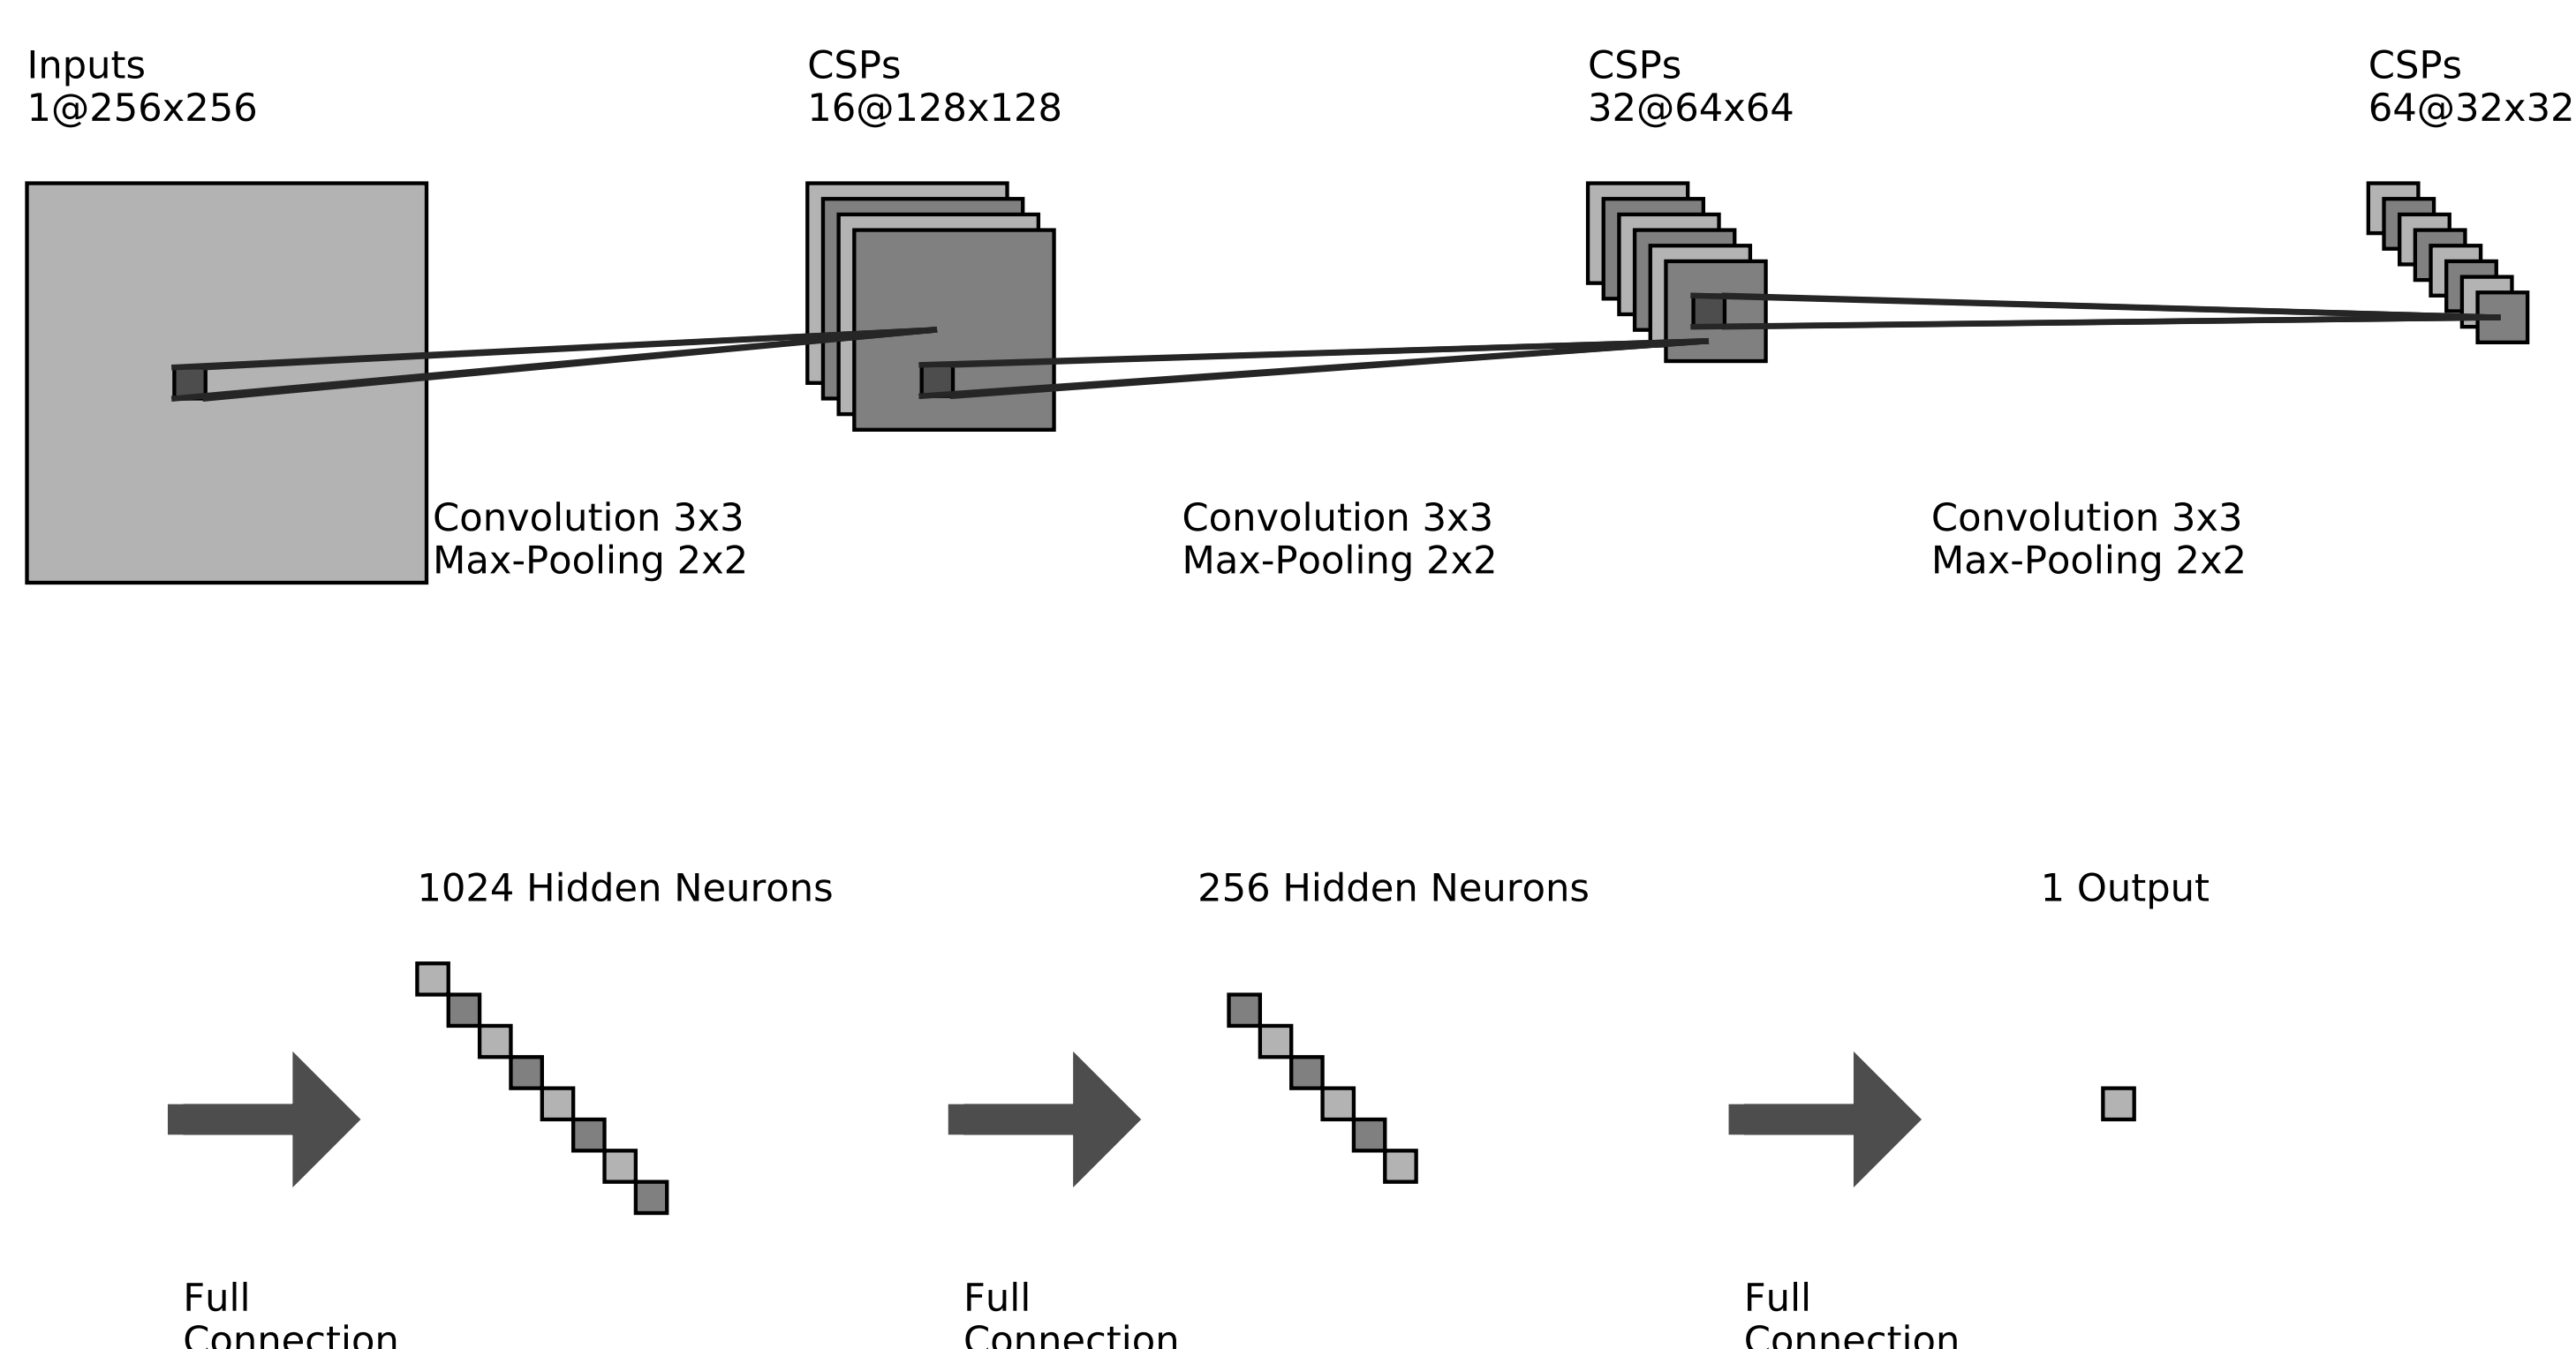 Inputs
1@256x256
CSPs
16@128x128
CSPs
32@64x64
CSPs
64@32x32
Convolution 3x3
Max-Pooling 2x2
Convolution 3x3
Max-Pooling 2x2
Convolution 3x3
Max-Pooling 2x2
1024 Hidden Neurons
256 Hidden Neurons
1 Output
Full
Connection
Full
Connection
Full
Connection